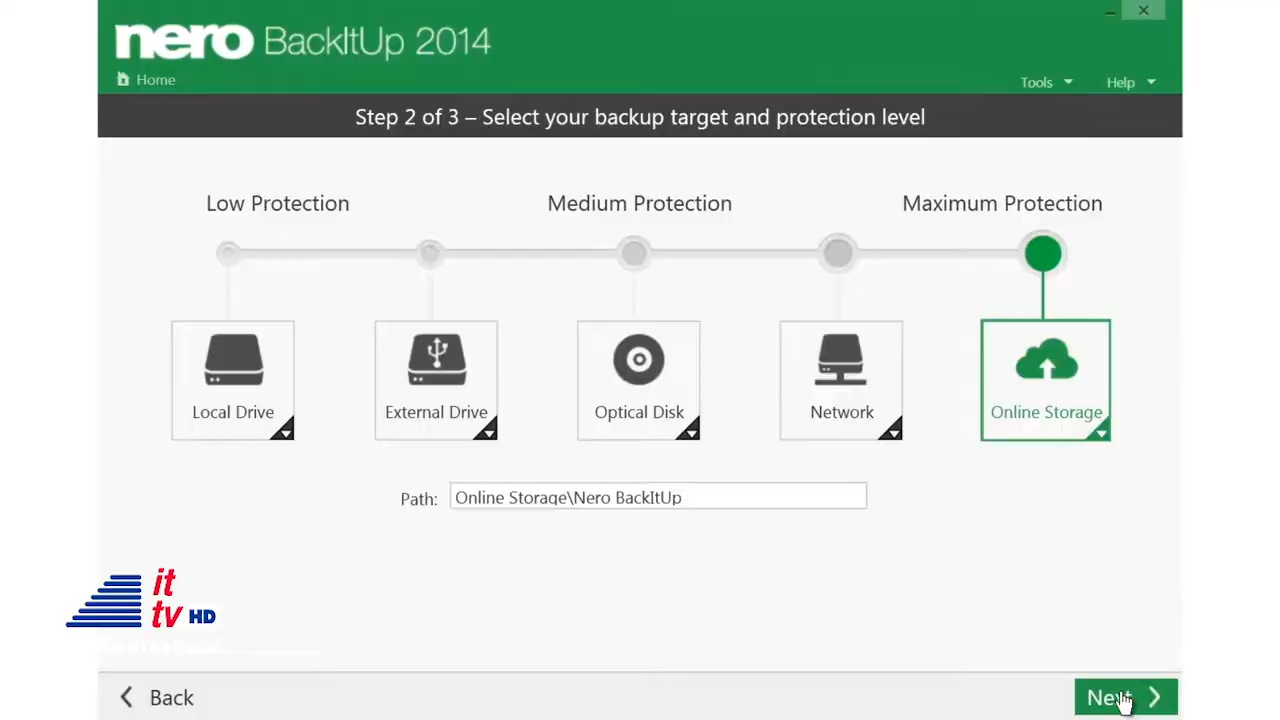 nero BackItUp 2014
Home
Tools
Help
Step 2 of 3 – Select your backup target and protection level
Low Protection
Medium Protection
Maximum Protection
Local Drive
External Drive
Optical Disk
Network
Online Storage
Path: Online Storage\Nero BackItUp
it
tv HD
Back
Next